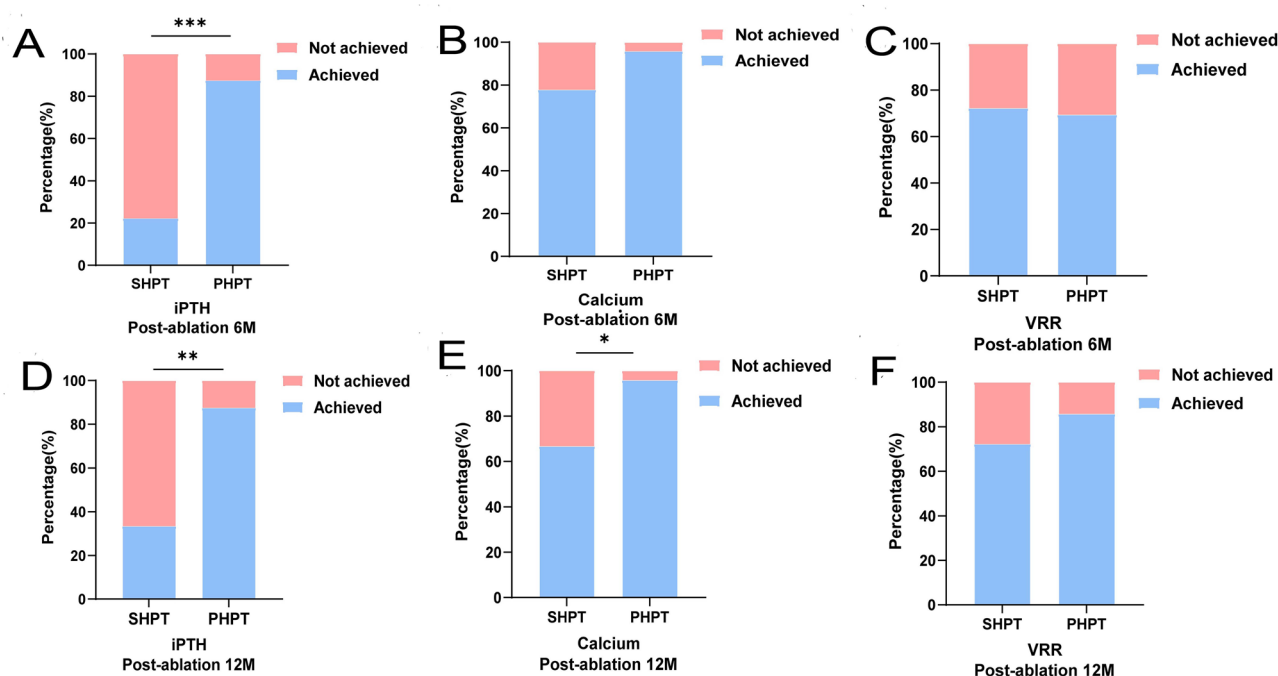 A
***
Not achieved
Achieved
Percentage(%)
100
80
60
40
20
0
SHPT PHPT
iPTH
Post-ablation 6M
B
Not achieved
Achieved
Percentage(%)
100
80
60
40
20
0
SHPT PHPT
Calcium
Post-ablation 6M
C
Not achieved
Achieved
Percentage(%)
100
80
60
40
20
0
SHPT PHPT
VRR
Post-ablation 6M
D
**
Not achieved
Achieved
Percentage(%)
100
80
60
40
20
0
SHPT PHPT
iPTH
Post-ablation 12M
E
*
Not achieved
Achieved
Percentage(%)
100
80
60
40
20
0
SHPT PHPT
Calcium
Post-ablation 12M
F
Not achieved
Achieved
Percentage(%)
100
80
60
40
20
0
SHPT PHPT
VRR
Post-ablation 12M